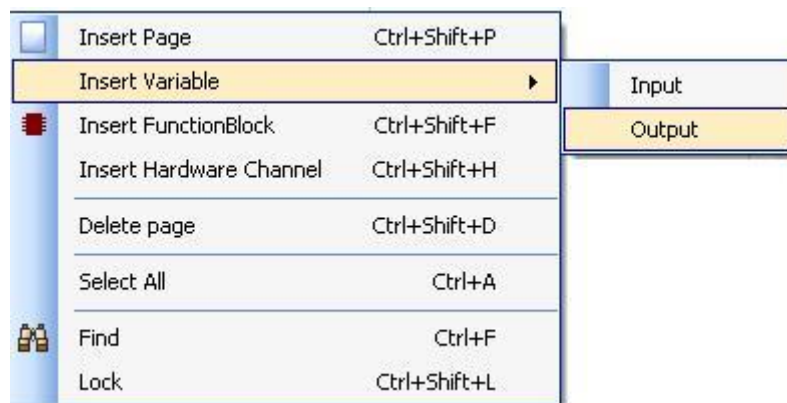 Insert Page Ctrl+Shift+P
Insert Variable
Input
Insert FunctionBlock Ctrl+Shift+F
Output
Insert Hardware Channel Ctrl+Shift+H
Delete page Ctrl+Shift+D
Select All Ctrl+A
Find Ctrl+F
Lock Ctrl+Shift+L